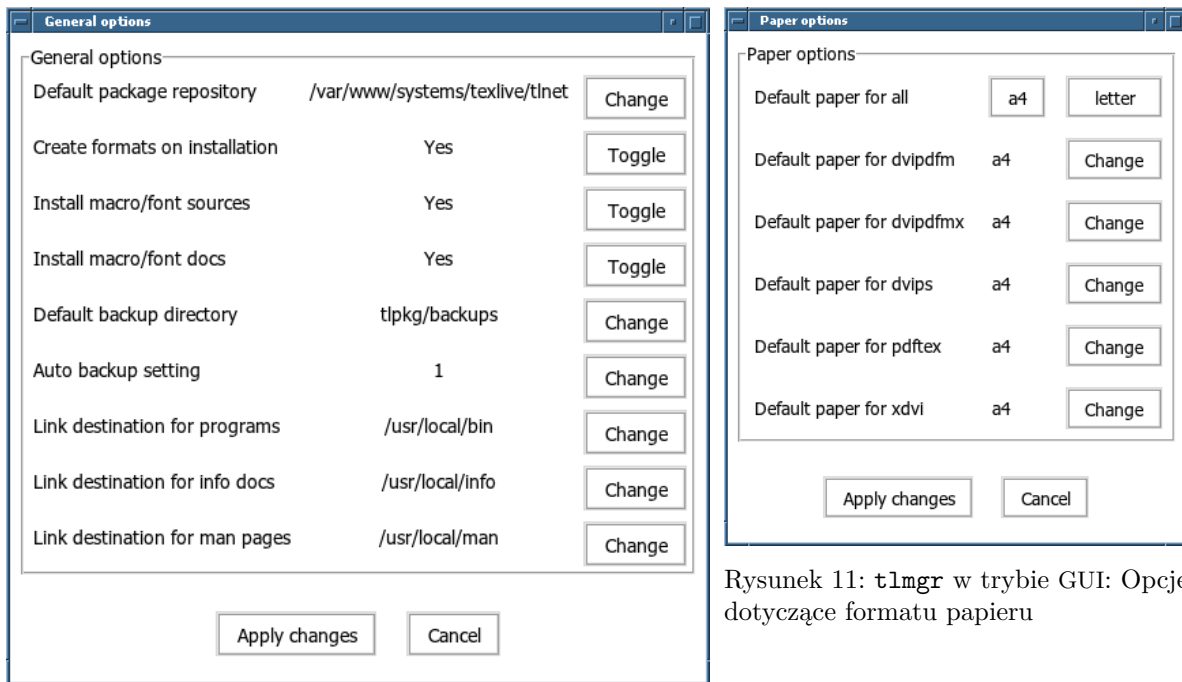 General options
General options
Default package repository /var/www/systems/texlive/tlnet Change
Create formats on installation Yes Toggle
Install macro/font sources Yes Toggle
Install macro/font docs Yes Toggle
Default backup directory tlpkg/backups Change
Auto backup setting 1 Change
Link destination for programs /usr/local/bin Change
Link destination for info docs /usr/local/info Change
Link destination for man pages /usr/local/man Change
Apply changes Cancel
Paper options
Paper options
Default paper for all a4 letter
Default paper for dvipdfm a4 Change
Default paper for dvipdfmx a4 Change
Default paper for dvips a4 Change
Default paper for pdftex a4 Change
Default paper for xdvi a4 Change
Apply changes Cancel
Rysunek 11: tlmgr w trybie GUI: Opcje
dotyczące formatu papieru